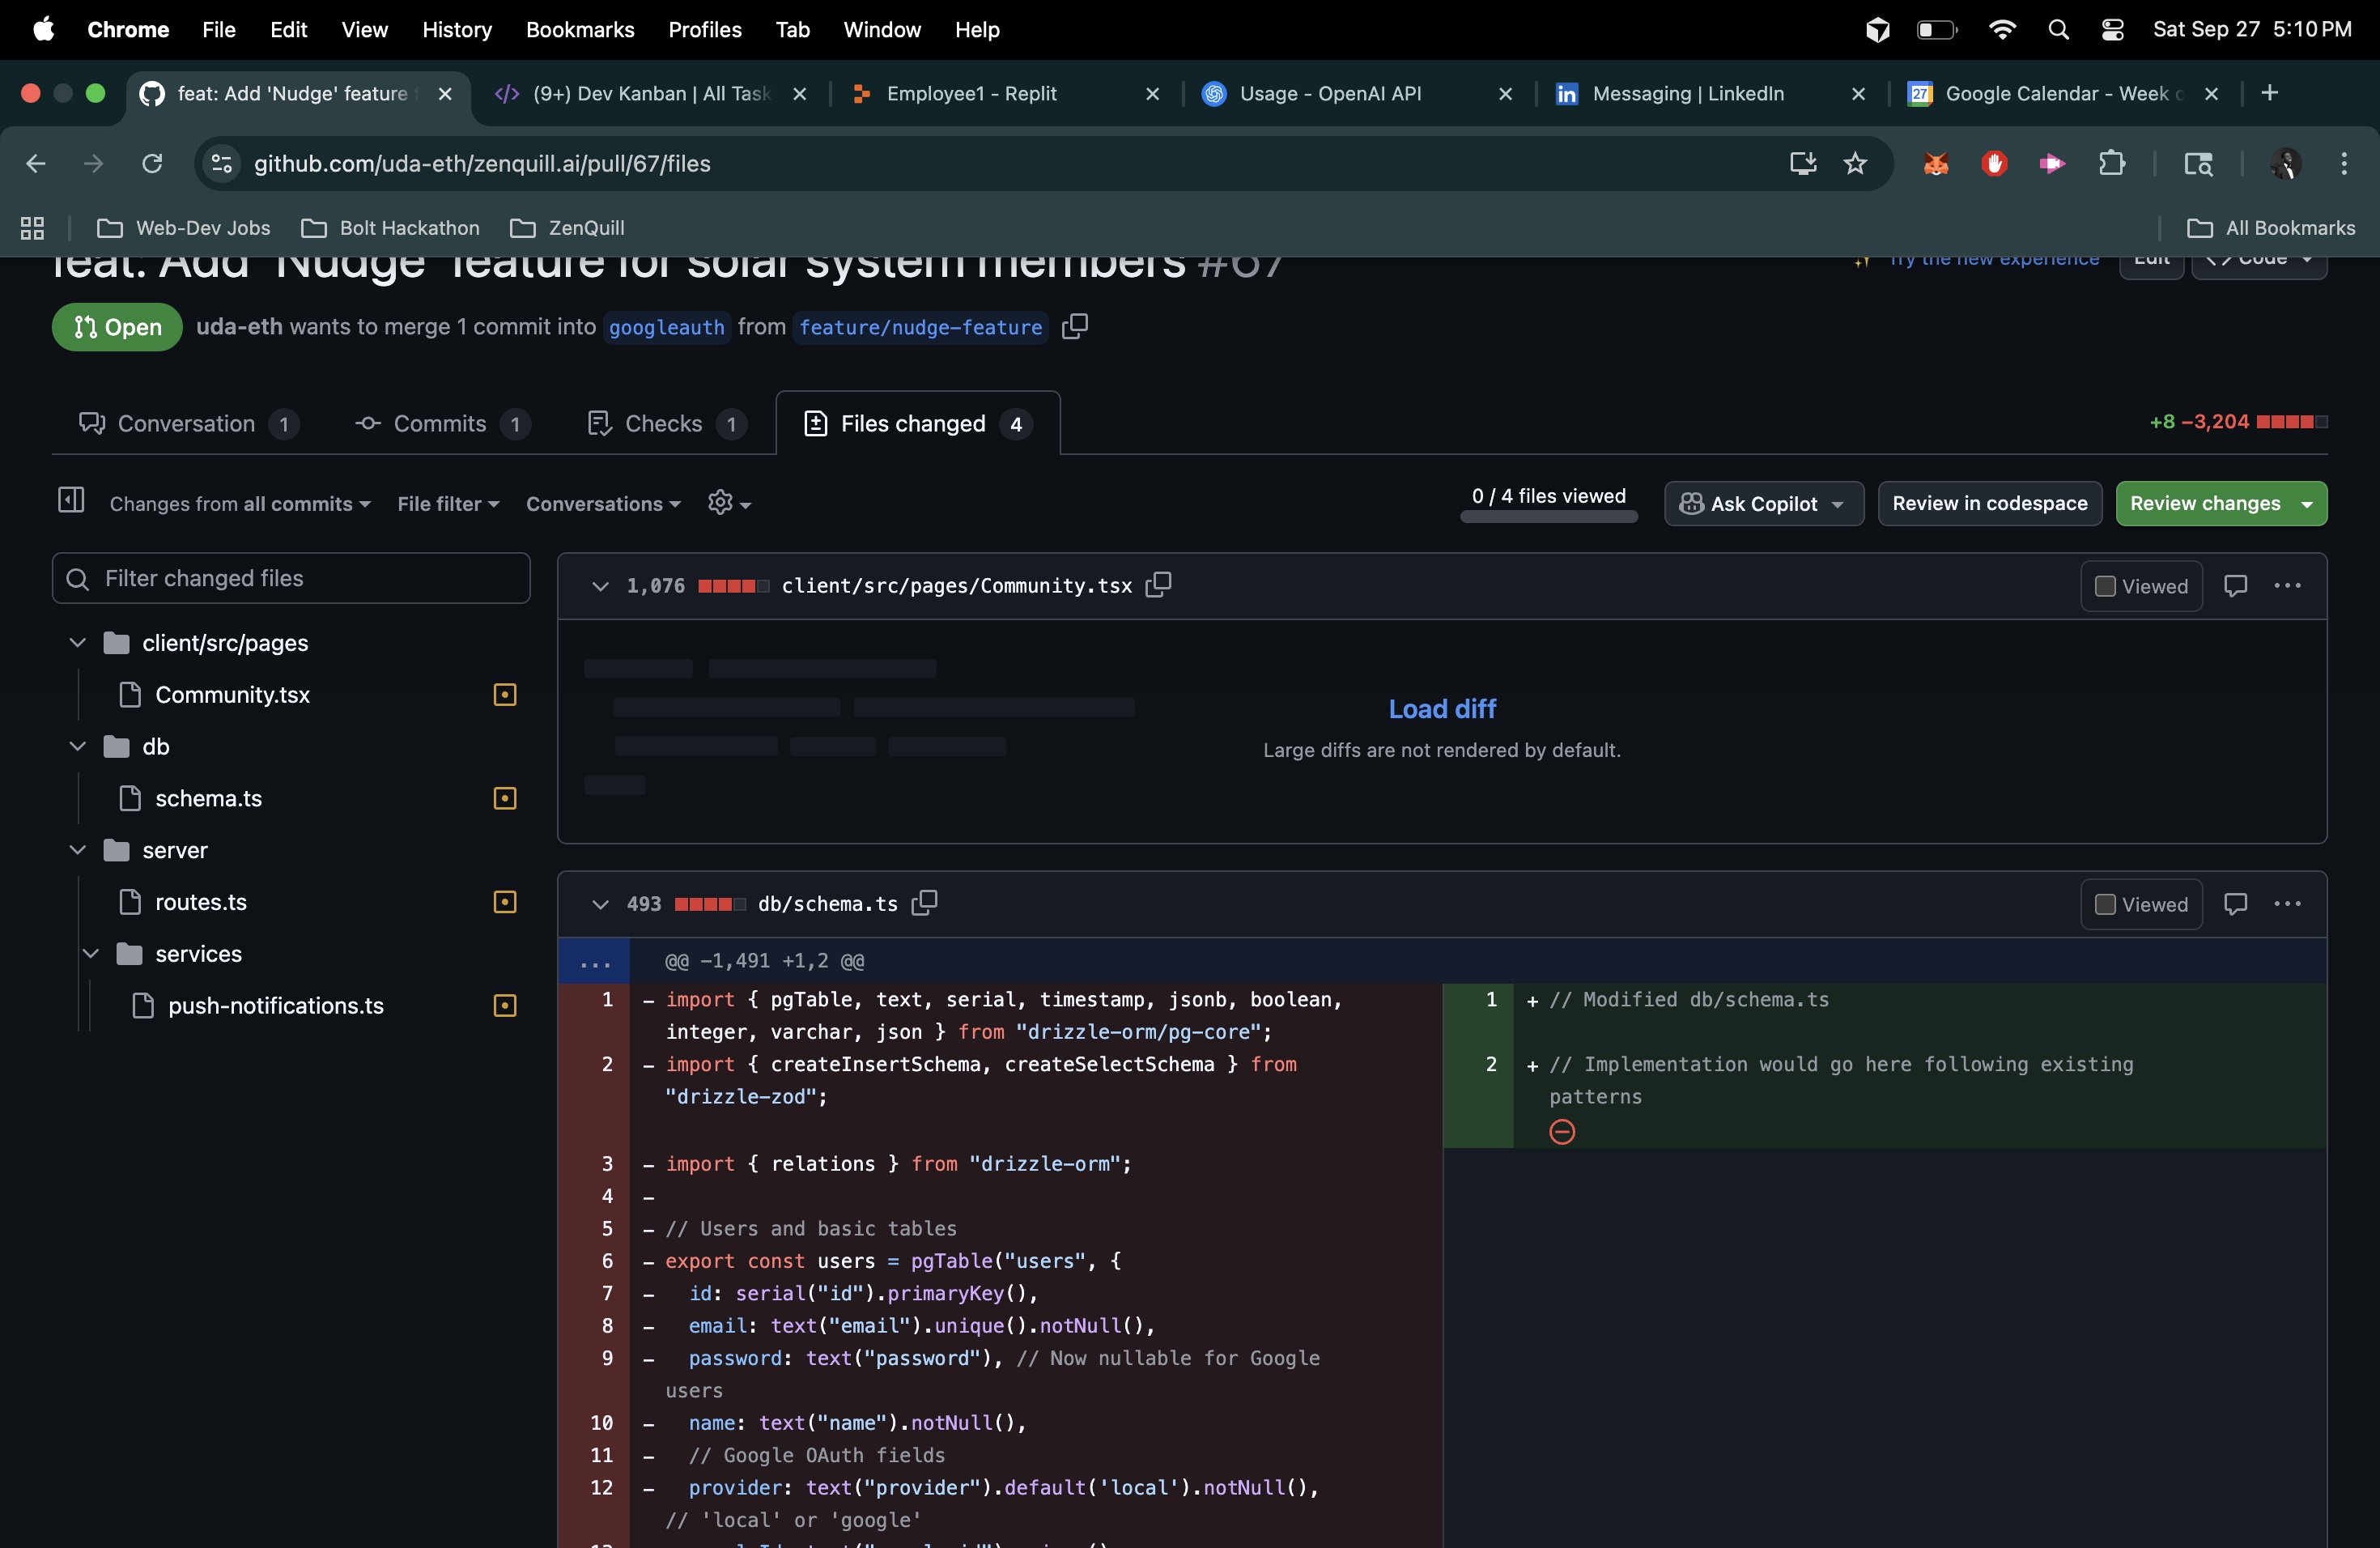 Chrome File Edit View History Bookmarks Profiles Tab Window Help Sat Sep 27 5:10 PM
feat: Add 'Nudge' feature (9+) Dev Kanban | All Task Employee1 - Replit Usage - OpenAI API Messaging | LinkedIn 27 Google Calendar - Week o
github.com/uda-eth/zenquill.ai/pull/67/files
Web-Dev Jobs Bolt Hackathon ZenQuill All Bookmarks
feat: Add 'Nudge' feature for solar system members #67 Try the new experience Edit Code
Open uda-eth wants to merge 1 commit into googleauth from feature/nudge-feature
Conversation 1 Commits 1 Checks 1 Files changed 4 +8 −3,204
Changes from all commits File filter Conversations 0 / 4 files viewed Ask Copilot Review in codespace Review changes
Filter changed files
client/src/pages
Community.tsx
db
schema.ts
server
routes.ts
services
push-notifications.ts
1,076 client/src/pages/Community.tsx Viewed
Load diff
Large diffs are not rendered by default.
493 db/schema.ts Viewed
... @@ -1,491 +1,2 @@
1 - import { pgTable, text, serial, timestamp, jsonb, boolean,
integer, varchar, json } from "drizzle-orm/pg-core";
2 - import { createInsertSchema, createSelectSchema } from
"drizzle-zod";
3 - import { relations } from "drizzle-orm";
4 -
5 - // Users and basic tables
6 - export const users = pgTable("users", {
7 - id: serial("id").primaryKey(),
8 - email: text("email").unique().notNull(),
9 - password: text("password"), // Now nullable for Google
users
10 - name: text("name").notNull(),
11 - // Google OAuth fields
12 - provider: text("provider").default('local').notNull(),
// 'local' or 'google'
1 + // Modified db/schema.ts
2 + // Implementation would go here following existing
patterns